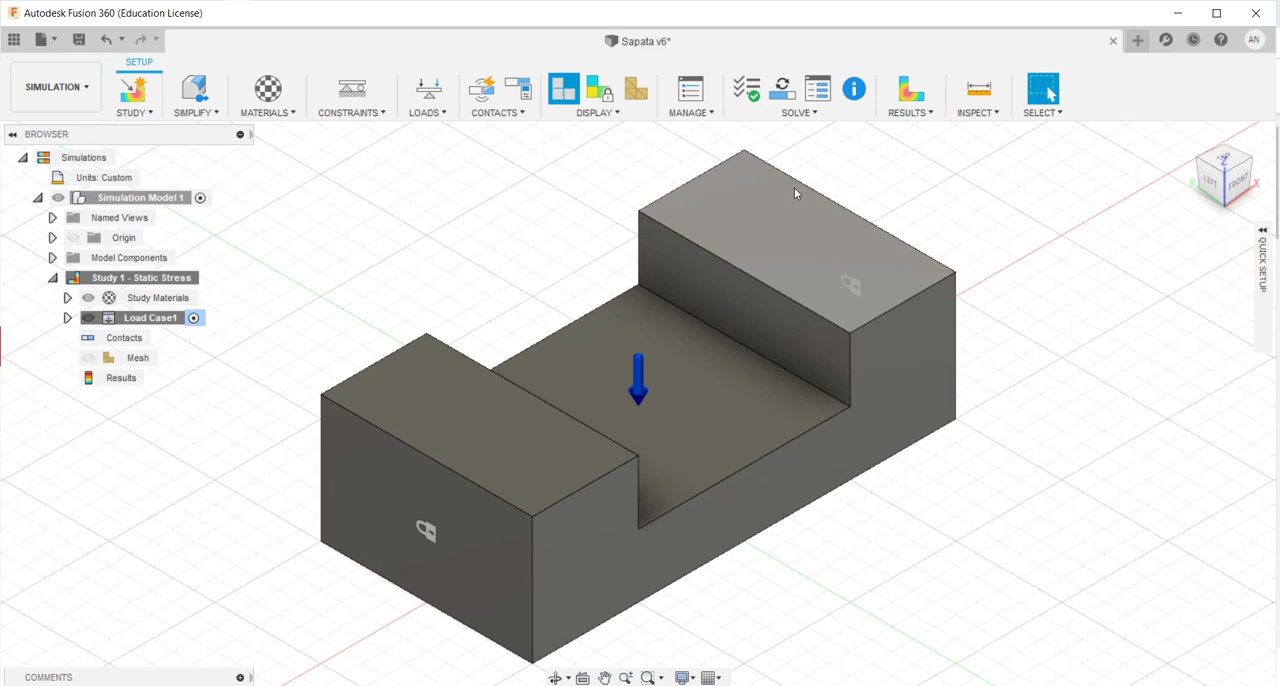 Autodesk Fusion 360 (Education License)
Sapata v6*
AN
SETUP
SIMULATION
STUDY
SIMPLIFY
MATERIALS
CONSTRAINTS
LOADS
CONTACTS
DISPLAY
MANAGE
SOLVE
RESULTS
INSPECT
SELECT
BROWSER
Simulations
Units: Custom
Simulation Model 1
Named Views
Origin
Model Components
Study 1 - Static Stress
Study Materials
Load Case1
Contacts
Mesh
Results
Z
LEFT
FRONT
Y
X
QUICK SETUP
COMMENTS